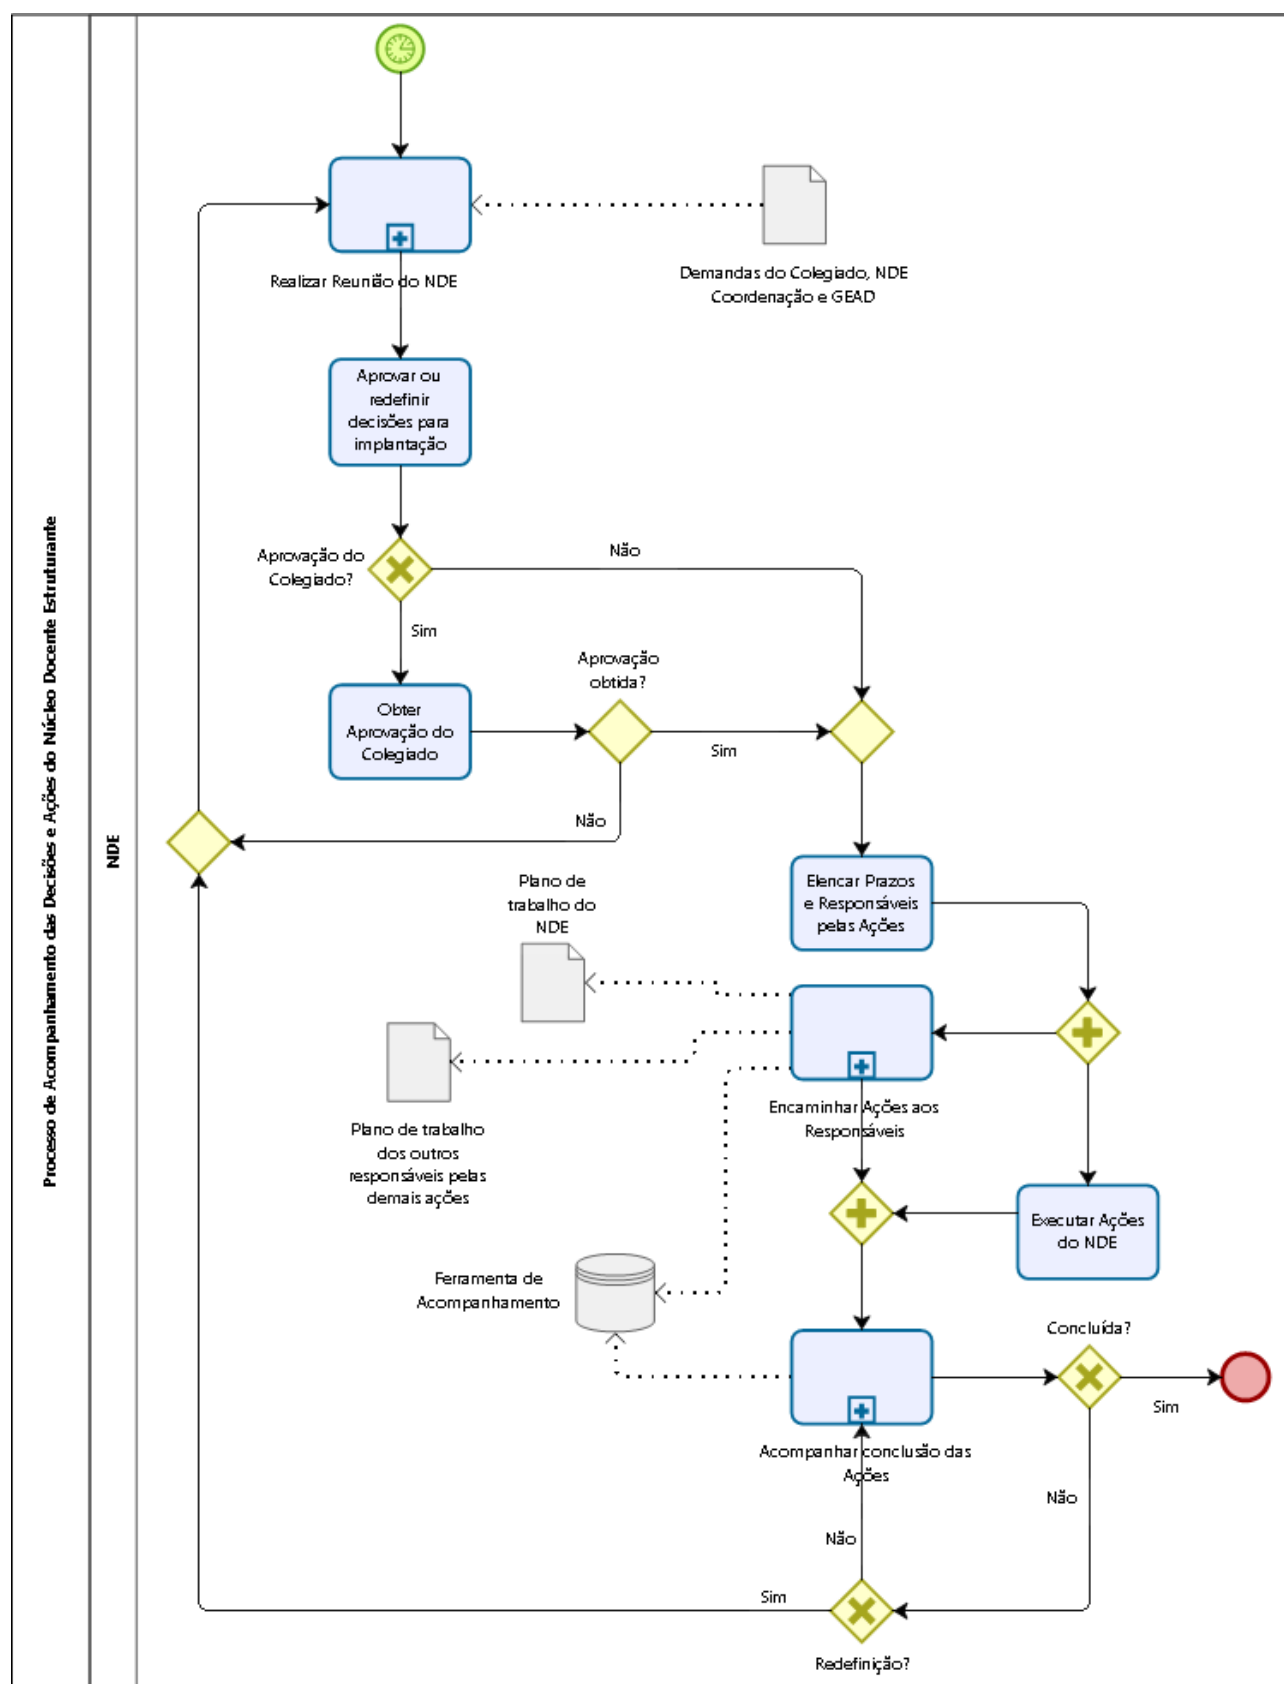 Processo de Acompanhamento das Decisões e Ações do Núcleo Docente Estruturante
NDE
Realizar Reunião do NDE
Demandas do Colegiado, NDE
Coordenação e GEAD
Aprovar ou
redefinir
decisões para
implantação
Aprovação do
Colegiado?
Não
Sim
Aprovação
obtida?
Obter
Aprovação do
Colegiado
Sim
Não
Elencar Prazos
e Responsáveis
pelas Ações
Plano de
trabalho do
NDE
Encaminhar Ações aos
Responsáveis
Plano de trabalho
dos outros
responsáveis pelas
demais ações
Executar Ações
do NDE
Ferramenta de
Acompanhamento
Concluída?
Sim
Acompanhar conclusão das
Ações
Não
Não
Sim
Redefinição?